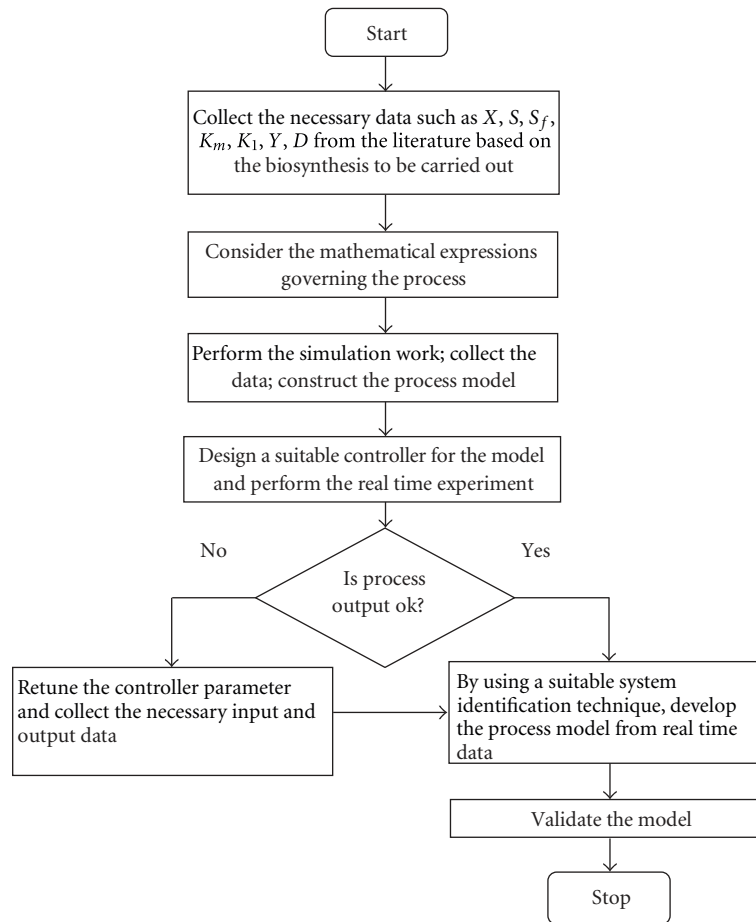 Start
Collect the necessary data such as X, S, S_f,
K_m, K_1, Y, D from the literature based on
the biosynthesis to be carried out
Consider the mathematical expressions
governing the process
Perform the simulation work; collect the
data; construct the process model
Design a suitable controller for the model
and perform the real time experiment
No
Yes
Is process
output ok?
Retune the controller parameter
and collect the necessary input and
output data
By using a suitable system
identification technique, develop
the process model from real time
data
Validate the model
Stop